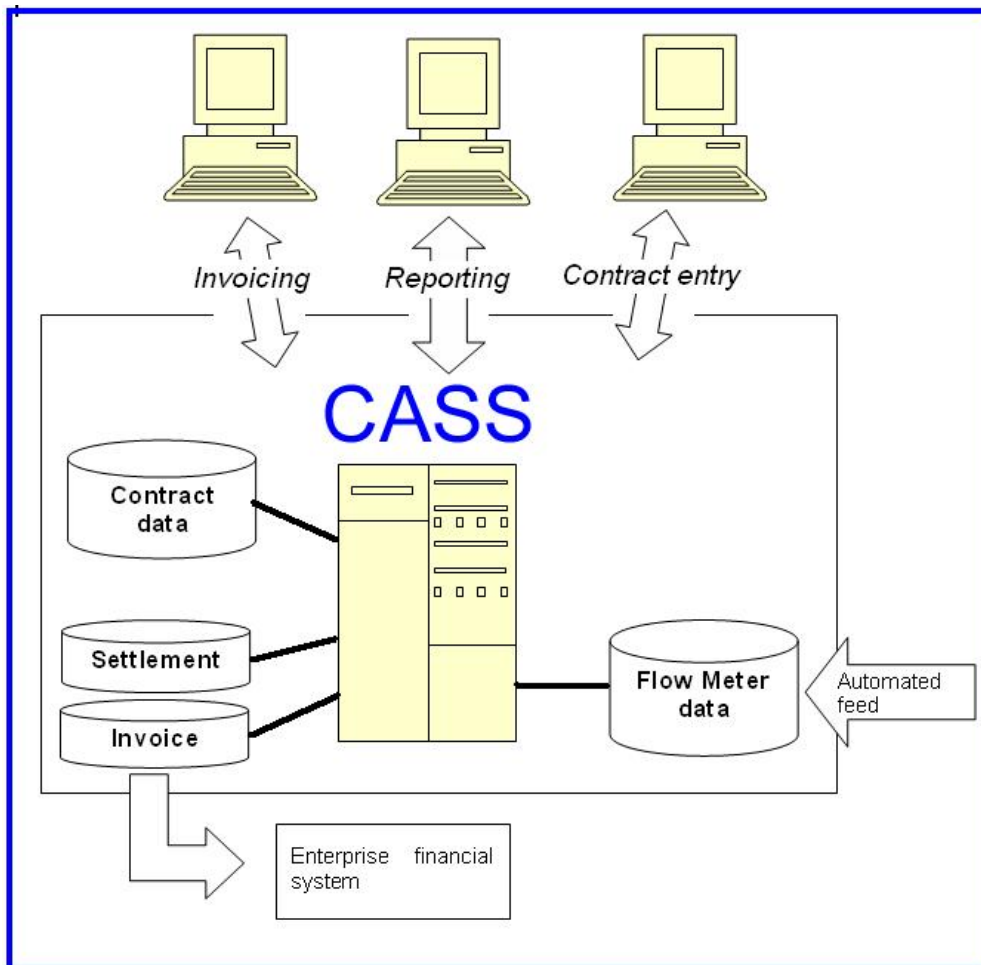 Invoicing
Reporting
Contract entry
CASS
Contract
data
Settlement
Invoice
Flow Meter
data
Automated
feed
Enterprise financial
system